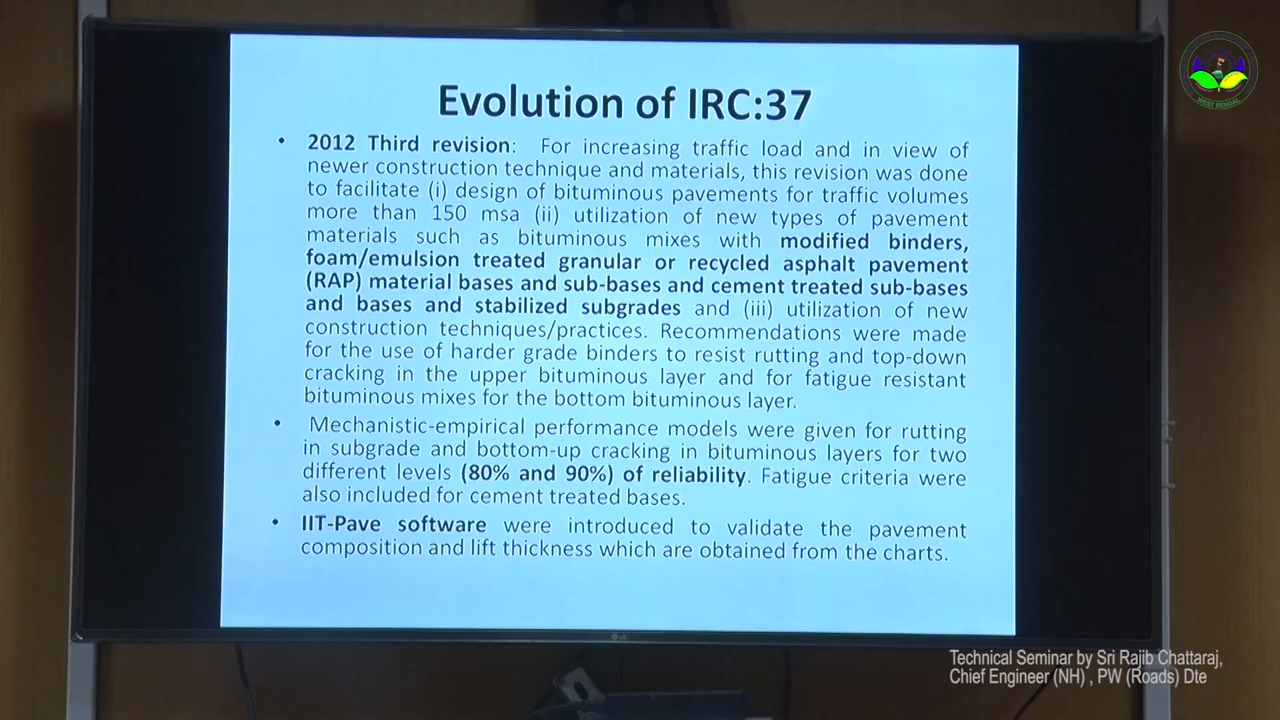 Evolution of IRC:37
• 2012 Third revision: For increasing traffic load and in view of
newer construction technique and materials, this revision was done
to facilitate (i) design of bituminous pavements for traffic volumes
more than 150 msa (ii) utilization of new types of pavement
materials such as bituminous mixes with modified binders,
foam/emulsion treated granular or recycled asphalt pavement
(RAP) material bases and sub-bases and cement treated sub-bases
and bases and stabilized subgrades and (iii) utilization of new
construction techniques/practices. Recommendations were made
for the use of harder grade binders to resist rutting and top-down
cracking in the upper bituminous layer and for fatigue resistant
bituminous mixes for the bottom bituminous layer.
• Mechanistic-empirical performance models were given for rutting
in subgrade and bottom-up cracking in bituminous layers for two
different levels (80% and 90%) of reliability. Fatigue criteria were
also included for cement treated bases.
• IIT-Pave software were introduced to validate the pavement
composition and lift thickness which are obtained from the charts.
LG
WEST BENGAL
Technical Seminar by Sri Rajib Chattaraj,
Chief Engineer (NH) , PW (Roads) Dte